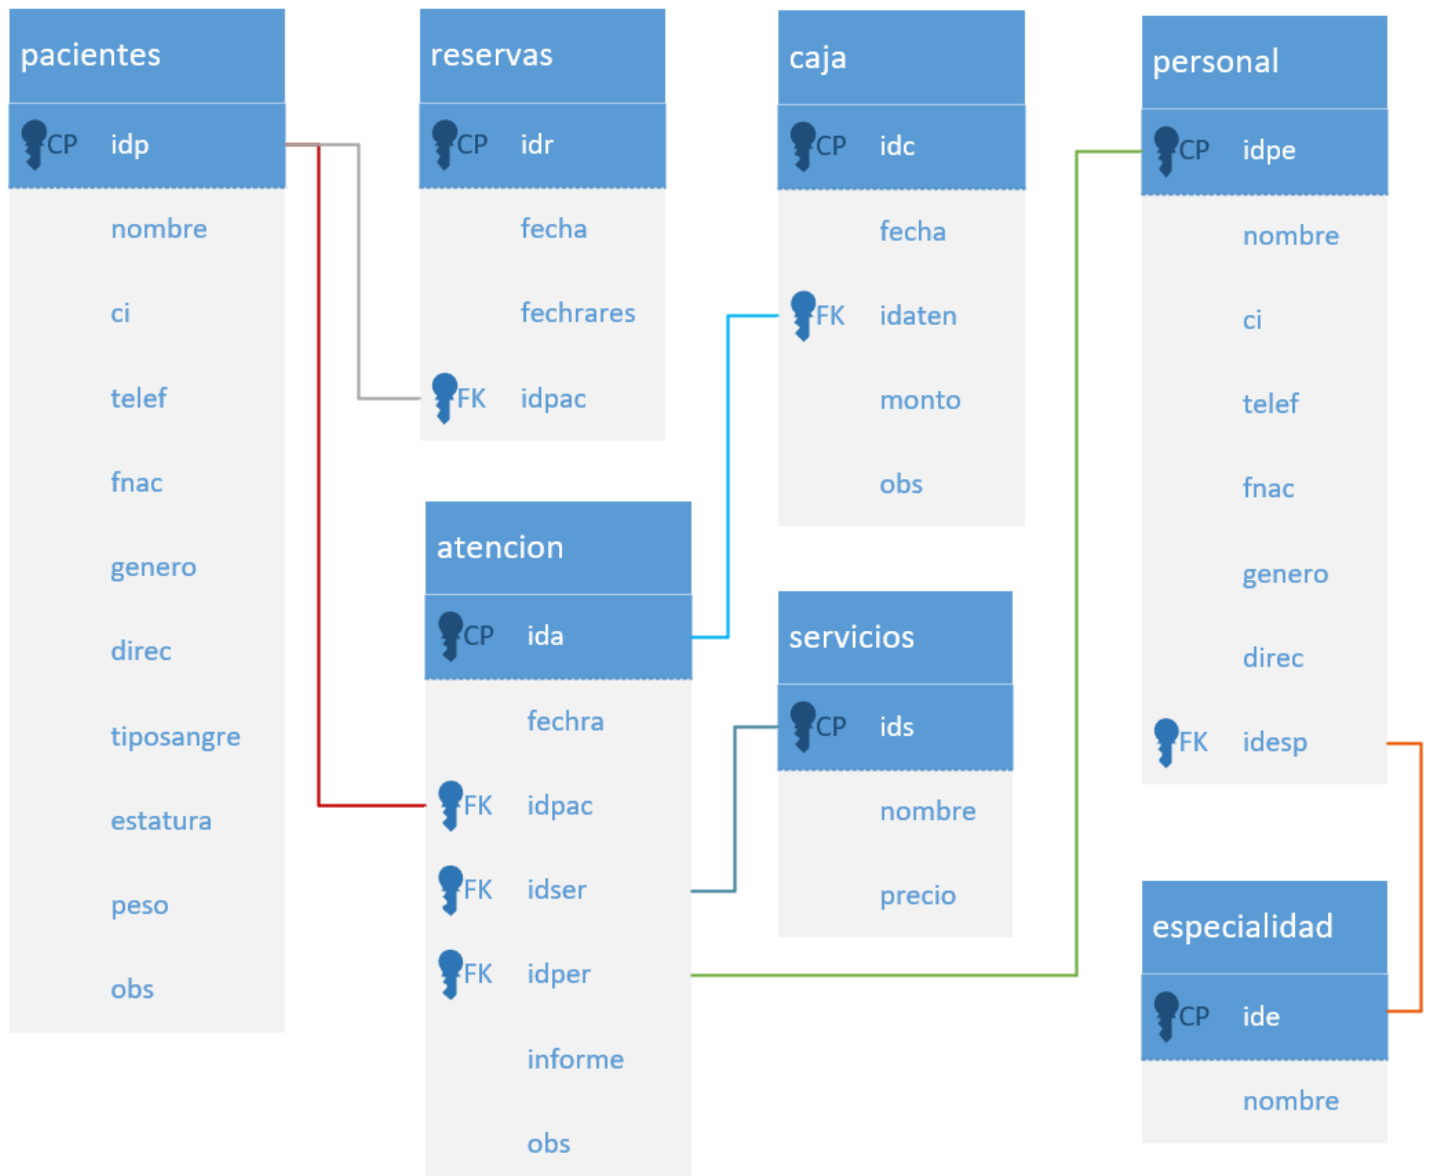 pacientes
CP idp
nombre
ci
telef
fnac
genero
direc
tiposangre
estatura
peso
obs
reservas
CP idr
fecha
fechrares
FK idpac
atencion
CP ida
fechra
FK idpac
FK idser
FK idper
informe
obs
caja
CP idc
fecha
FK idaten
monto
obs
servicios
CP ids
nombre
precio
personal
CP idpe
nombre
ci
telef
fnac
genero
direc
FK idesp
especialidad
CP ide
nombre